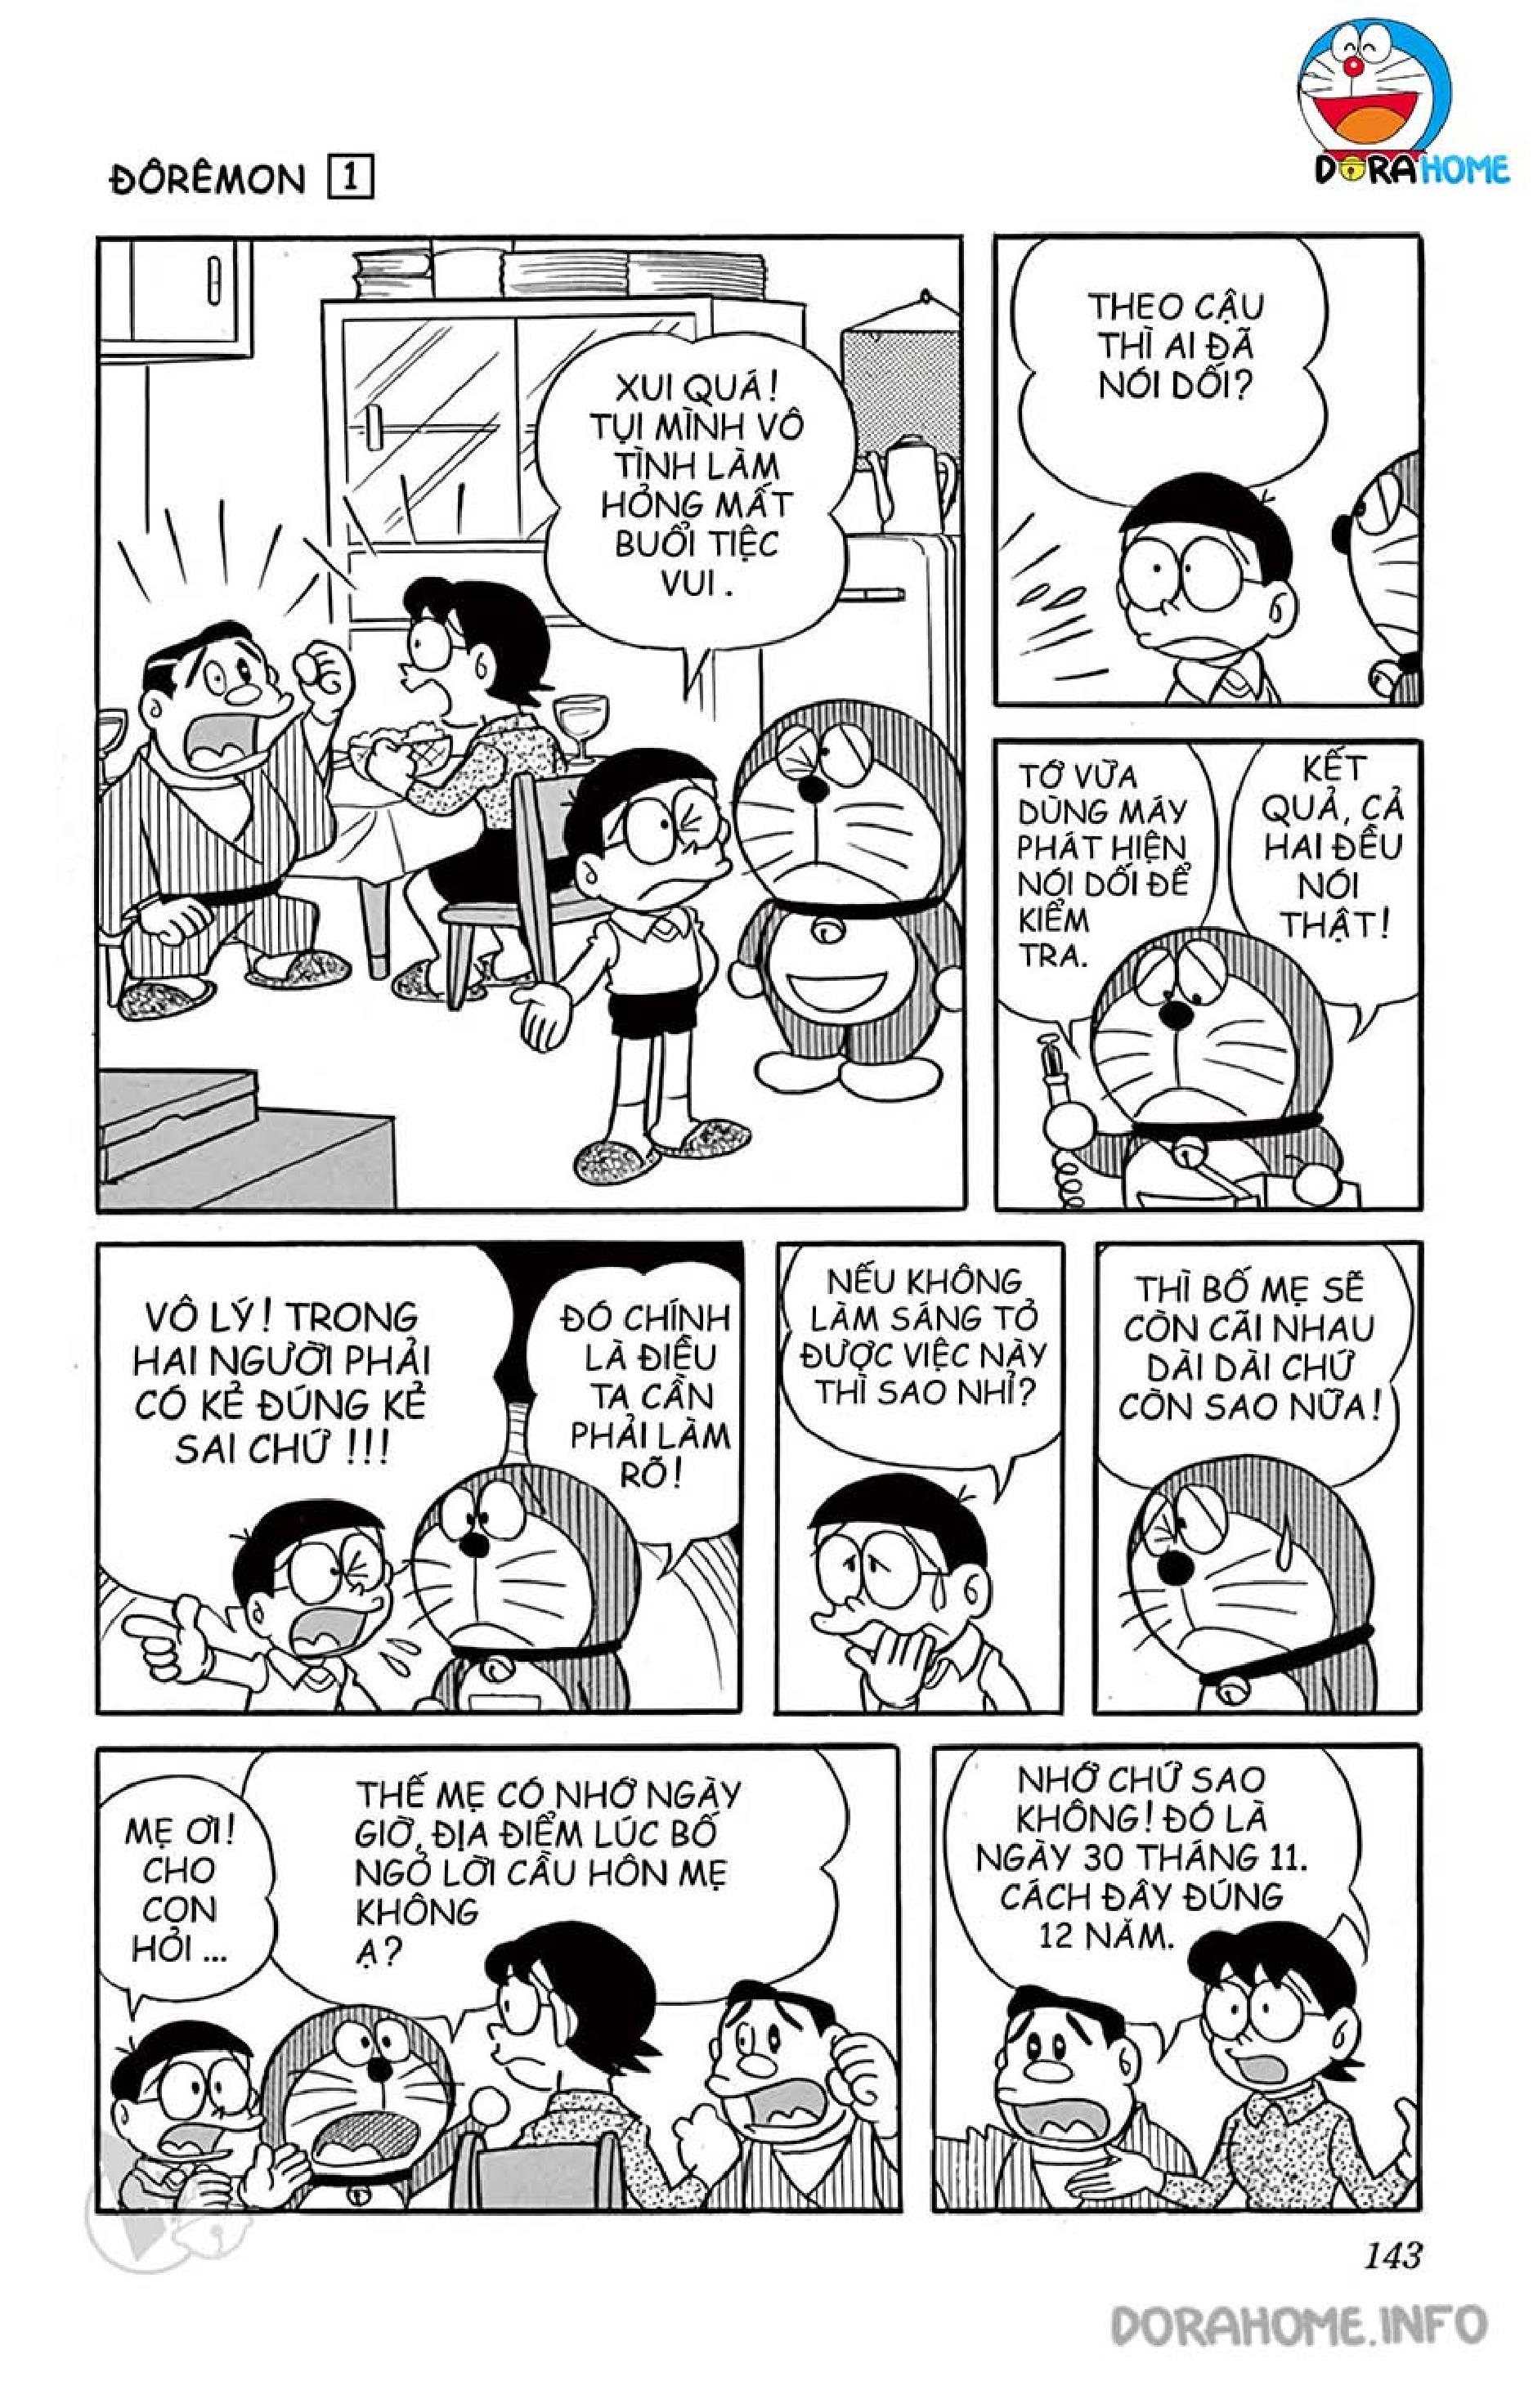 DORAHOME
ĐÔRÊMON 1
XUI QUÁ!
TỤI MÌNH VÔ
TÌNH LÀM
HỎNG MẤT
BUỔI TIỆC
VUI.
THEO CẬU
THÌ AI ĐÃ
NÓI DỐI?
TỚ VỪA
DÙNG MÁY
PHÁT HIỆN
NÓI DỐI ĐỂ
KIỂM
TRA.
KẾT
QUẢ, CẢ
HAI ĐỀU
NÓI
THẬT!
VÔ LÝ! TRONG
HAI NGƯỜI PHẢI
CÓ KẺ ĐÚNG KẺ
SAI CHỨ !!!
ĐÓ CHÍNH
LÀ ĐIỀU
TA CẦN
PHẢI LÀM
RÕ!
NẾU KHÔNG
LÀM SÁNG TỎ
ĐƯỢC VIỆC NÀY
THÌ SAO NHỈ?
THÌ BỐ MẸ SẼ
CÒN CÃI NHAU
DÀI DÀI CHỨ
CÒN SAO NỮA!
MẸ ƠI!
CHO
CON
HỎI ...
THẾ MẸ CÓ NHỚ NGÀY
GIỜ, ĐỊA ĐIỂM LÚC BỐ
NGỎ LỜI CẦU HÔN MẸ
KHÔNG
Ạ?
NHỚ CHỨ SAO
KHÔNG! ĐÓ LÀ
NGÀY 30 THÁNG 11.
CÁCH ĐÂY ĐÚNG
12 NĂM.
143
DORAHOME.INFO